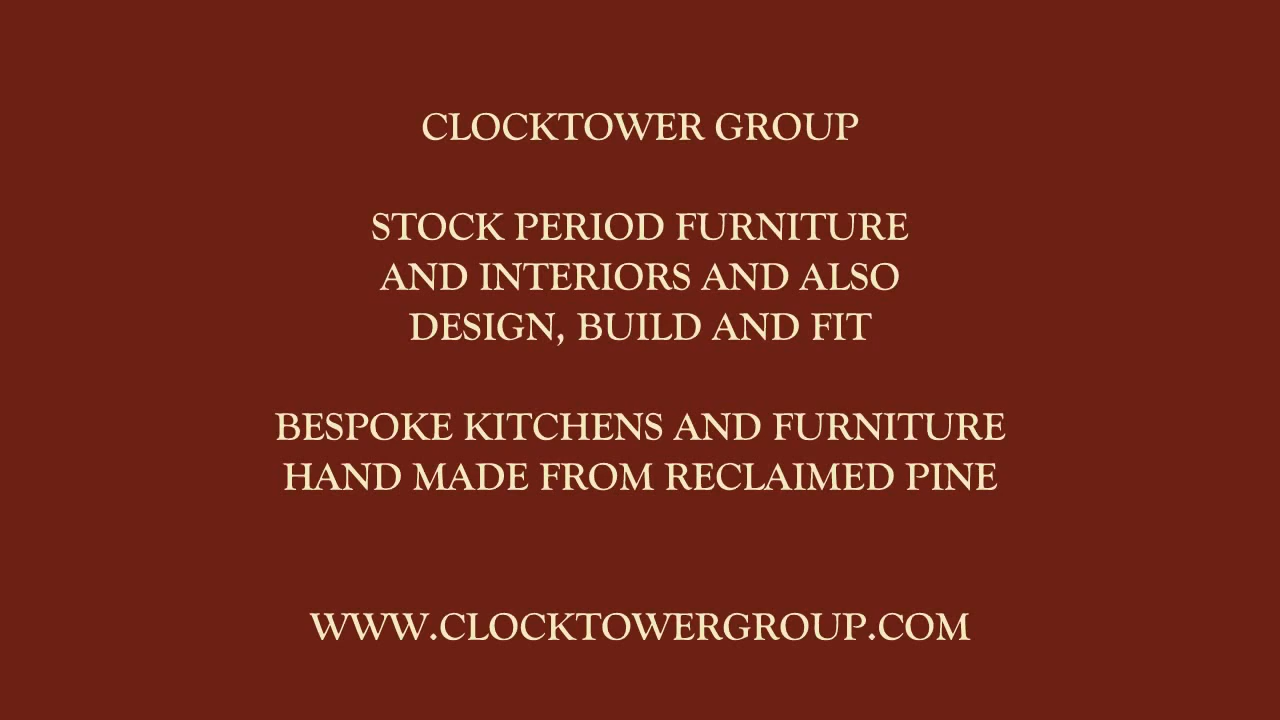 CLOCKTOWER GROUP
STOCK PERIOD FURNITURE
AND INTERIORS AND ALSO
DESIGN, BUILD AND FIT
BESPOKE KITCHENS AND FURNITURE
HAND MADE FROM RECLAIMED PINE
WWW.CLOCKTOWERGROUP.COM